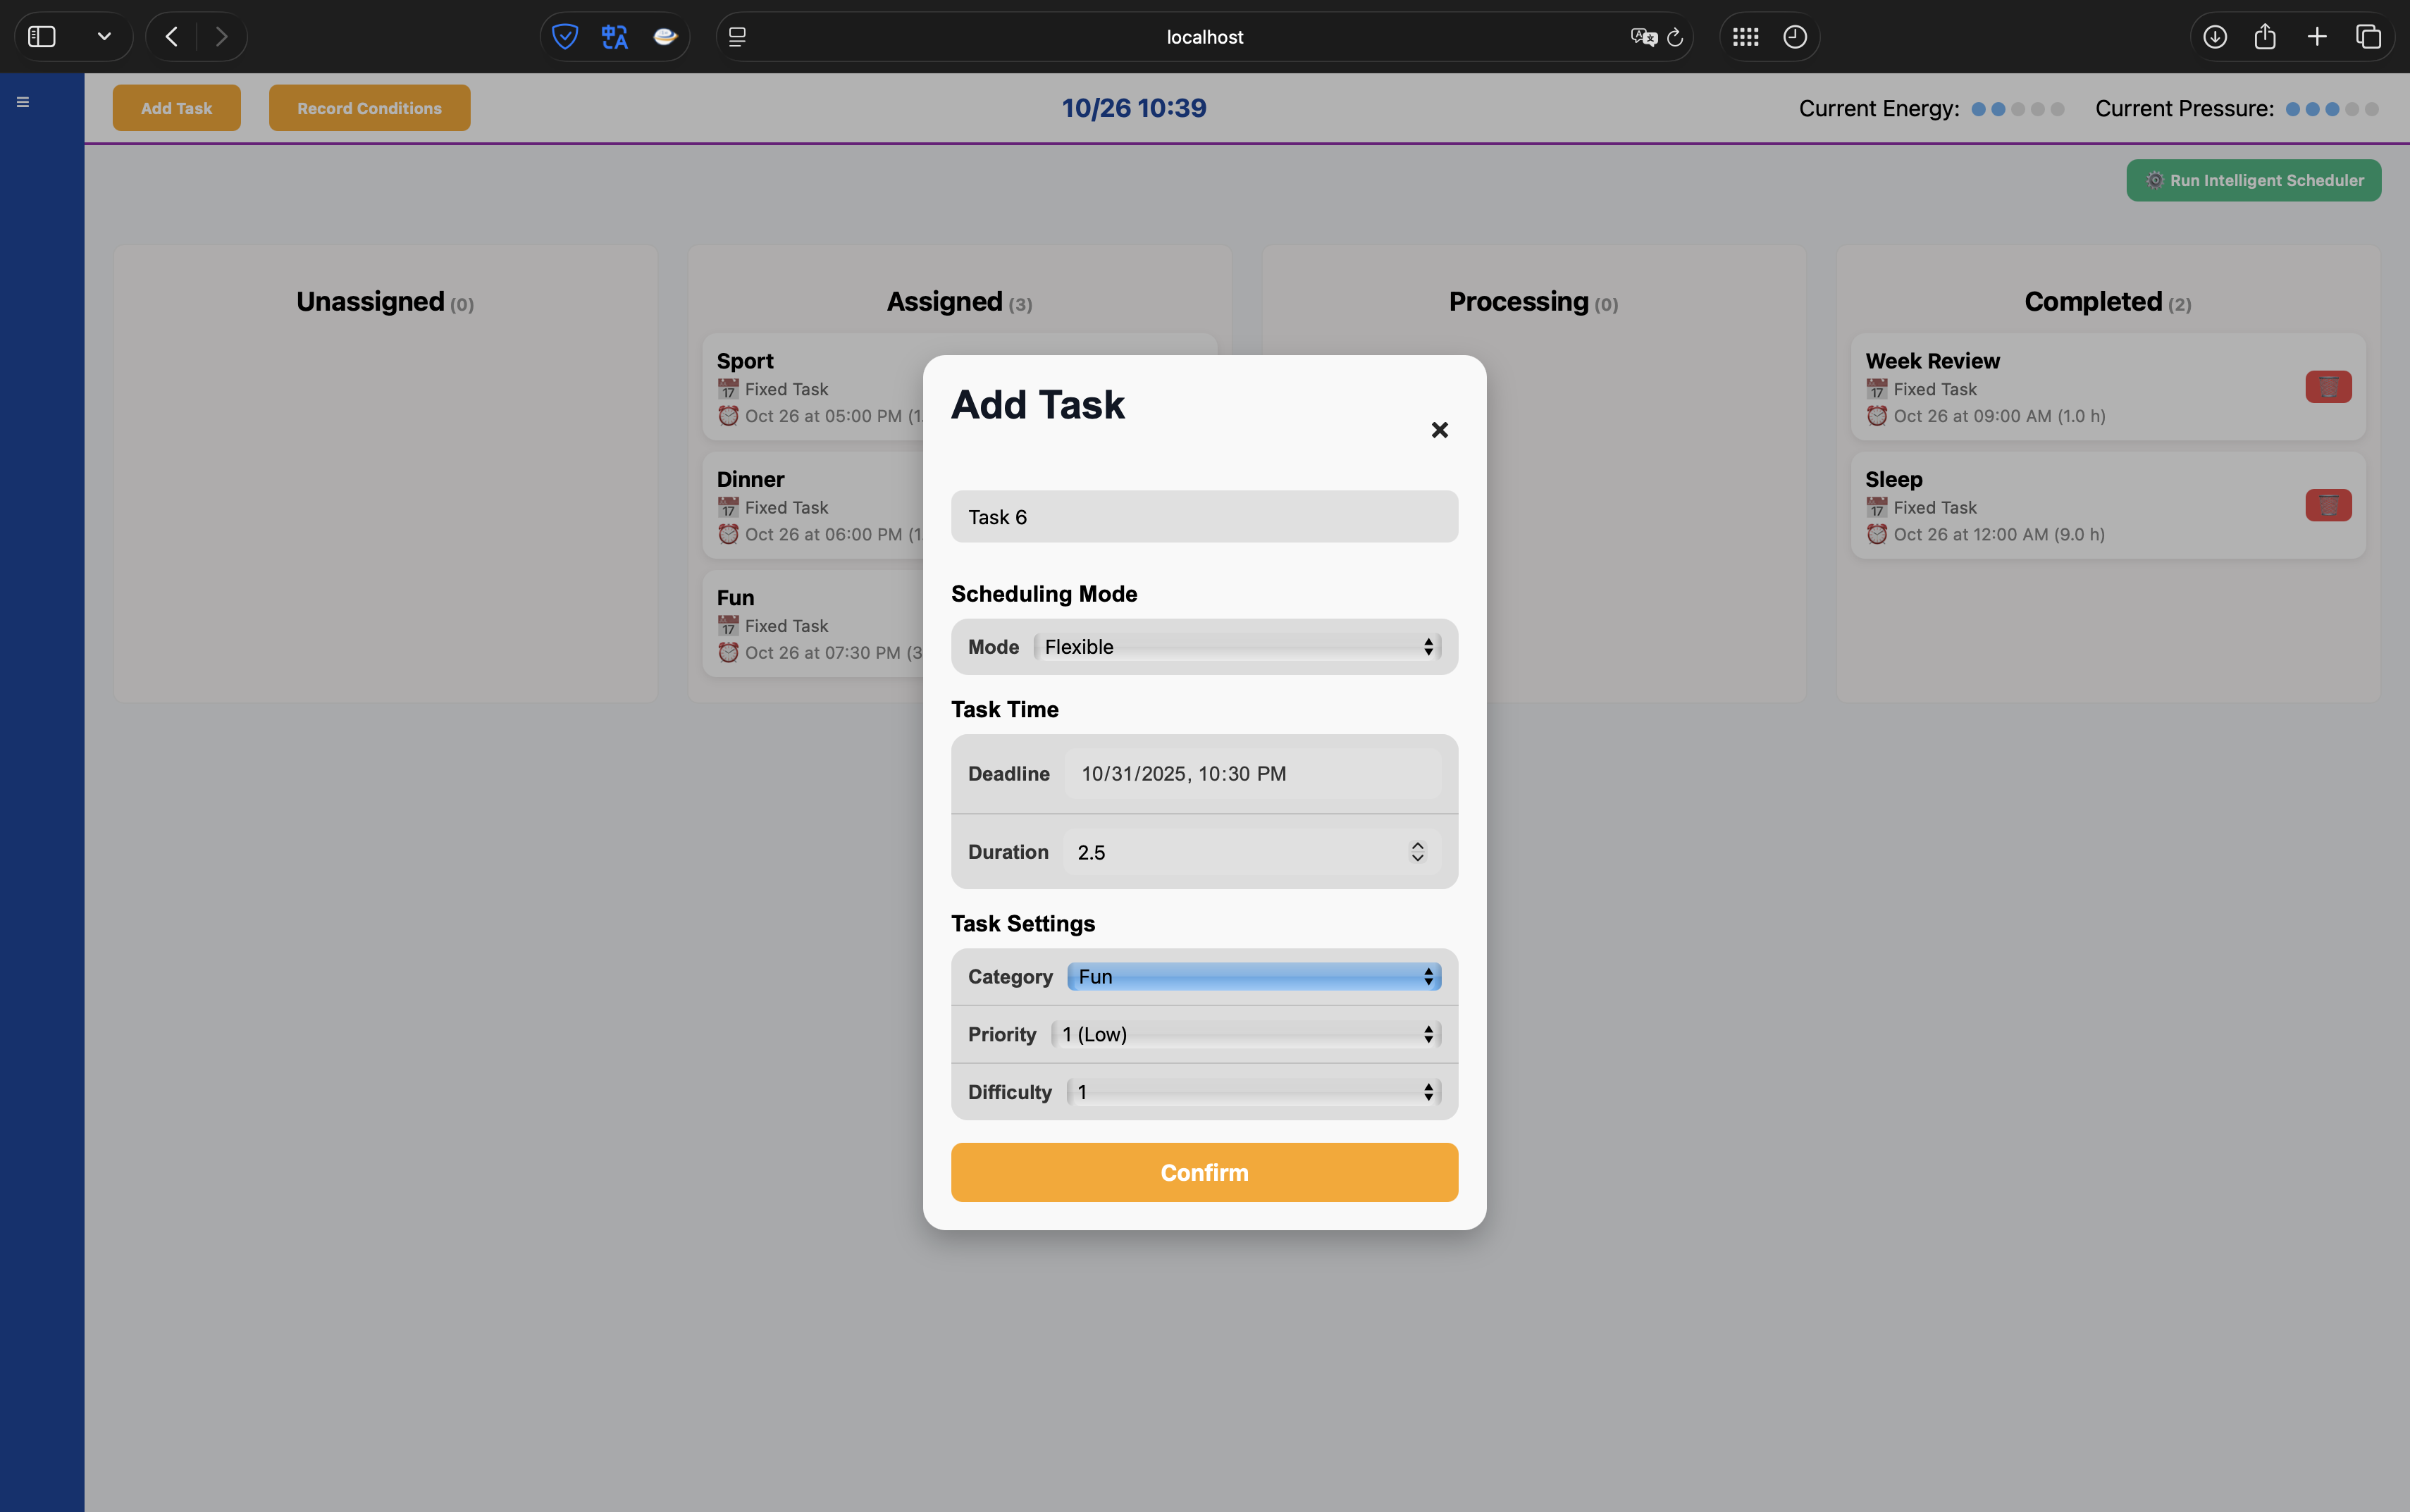 localhost
Add Task
Record Conditions
10/26 10:39
Current Energy:
Current Pressure:
Run Intelligent Scheduler
Unassigned (0)
Assigned (3)
Sport
Fixed Task
Oct 26 at 05:00 PM (1.
Dinner
Fixed Task
Oct 26 at 06:00 PM (1.
Fun
Fixed Task
Oct 26 at 07:30 PM (3
Processing (0)
Completed (2)
Week Review
Fixed Task
Oct 26 at 09:00 AM (1.0 h)
Sleep
Fixed Task
Oct 26 at 12:00 AM (9.0 h)
Add Task
Task 6
Scheduling Mode
Mode Flexible
Task Time
Deadline 10/31/2025, 10:30 PM
Duration 2.5
Task Settings
Category Fun
Priority 1 (Low)
Difficulty 1
Confirm